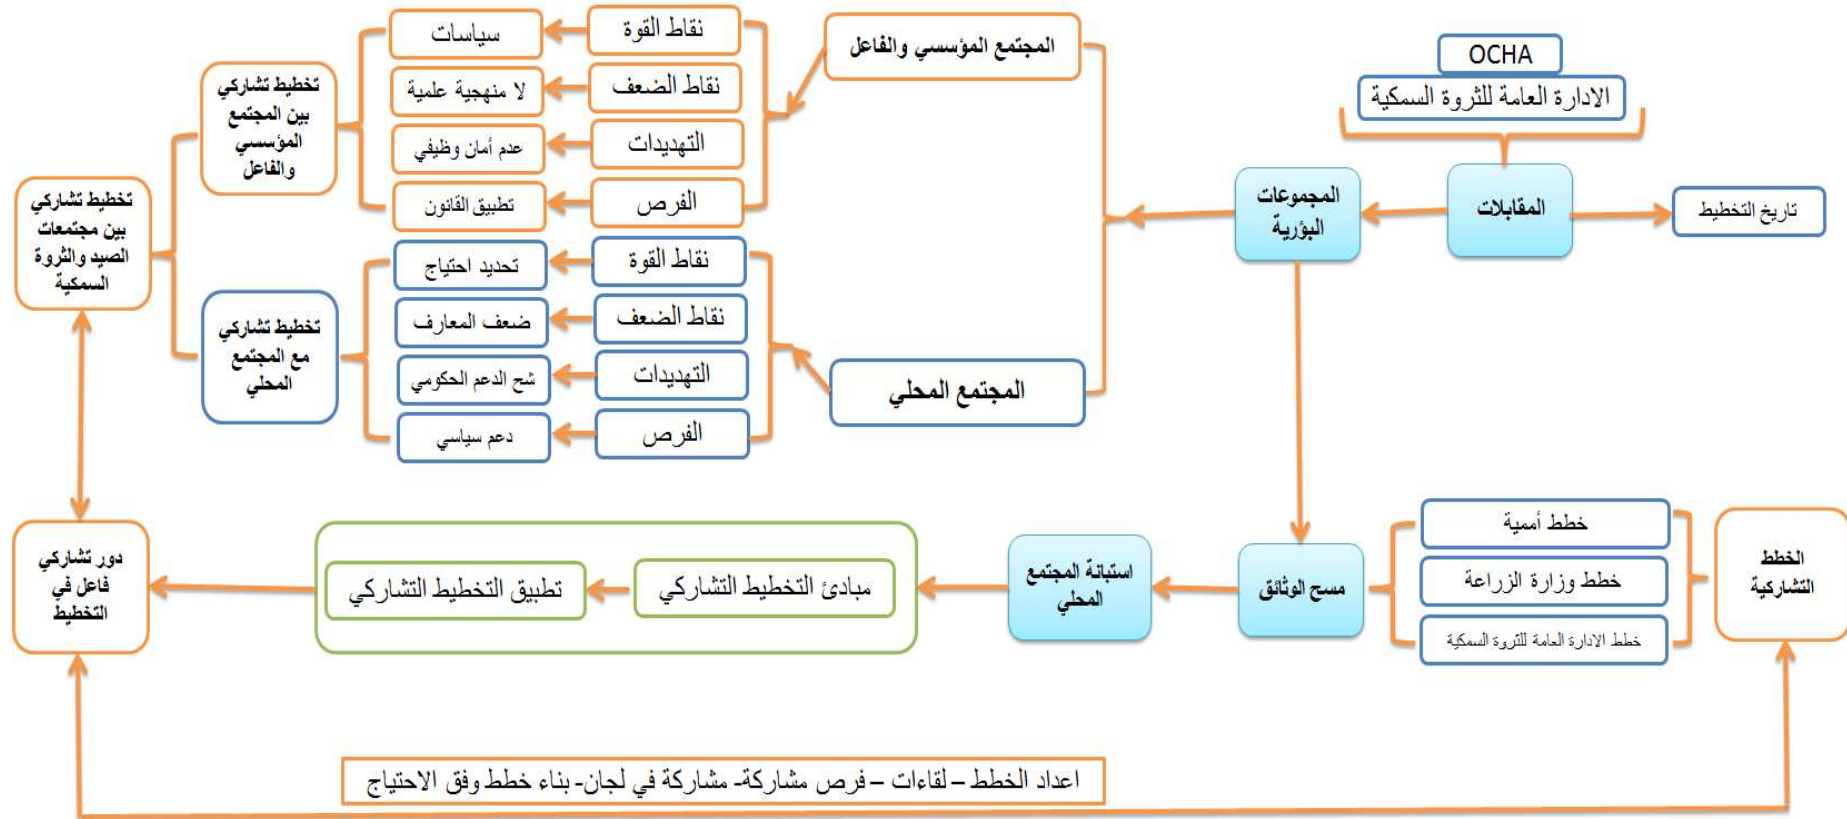 OCHA
الادارة العامة للثروة السمكية
المقابلات
تاريخ التخطيط
المجموعات
البؤرية
المجتمع المؤسسي والفاعل
نقاط القوة
سياسات
نقاط الضعف
لا منهجية علمية
التهديدات
عدم أمان وظيفي
الفرص
تطبيق القانون
تخطيط تشاركي
بين المجتمع
المؤسسي
والفاعل
المجتمع المحلي
نقاط القوة
تحديد احتياج
نقاط الضعف
ضعف المعارف
التهديدات
شح الدعم الحكومي
الفرص
دعم سياسي
تخطيط تشاركي
مع المجتمع
المحلي
تخطيط تشاركي
بين مجتمعات
الصيد والثروة
السمكية
الخطط
التشاركية
خطط أممية
خطط وزارة الزراعة
خطط الادارة العامة للثروة السمكية
مسح الوثائق
استبانة المجتمع
المحلي
مبادئ التخطيط التشاركي
تطبيق التخطيط التشاركي
دور تشاركي
فاعل في
التخطيط
اعداد الخطط – لقاءات – فرص مشاركة- مشاركة في لجان- بناء خطط وفق الاحتياج